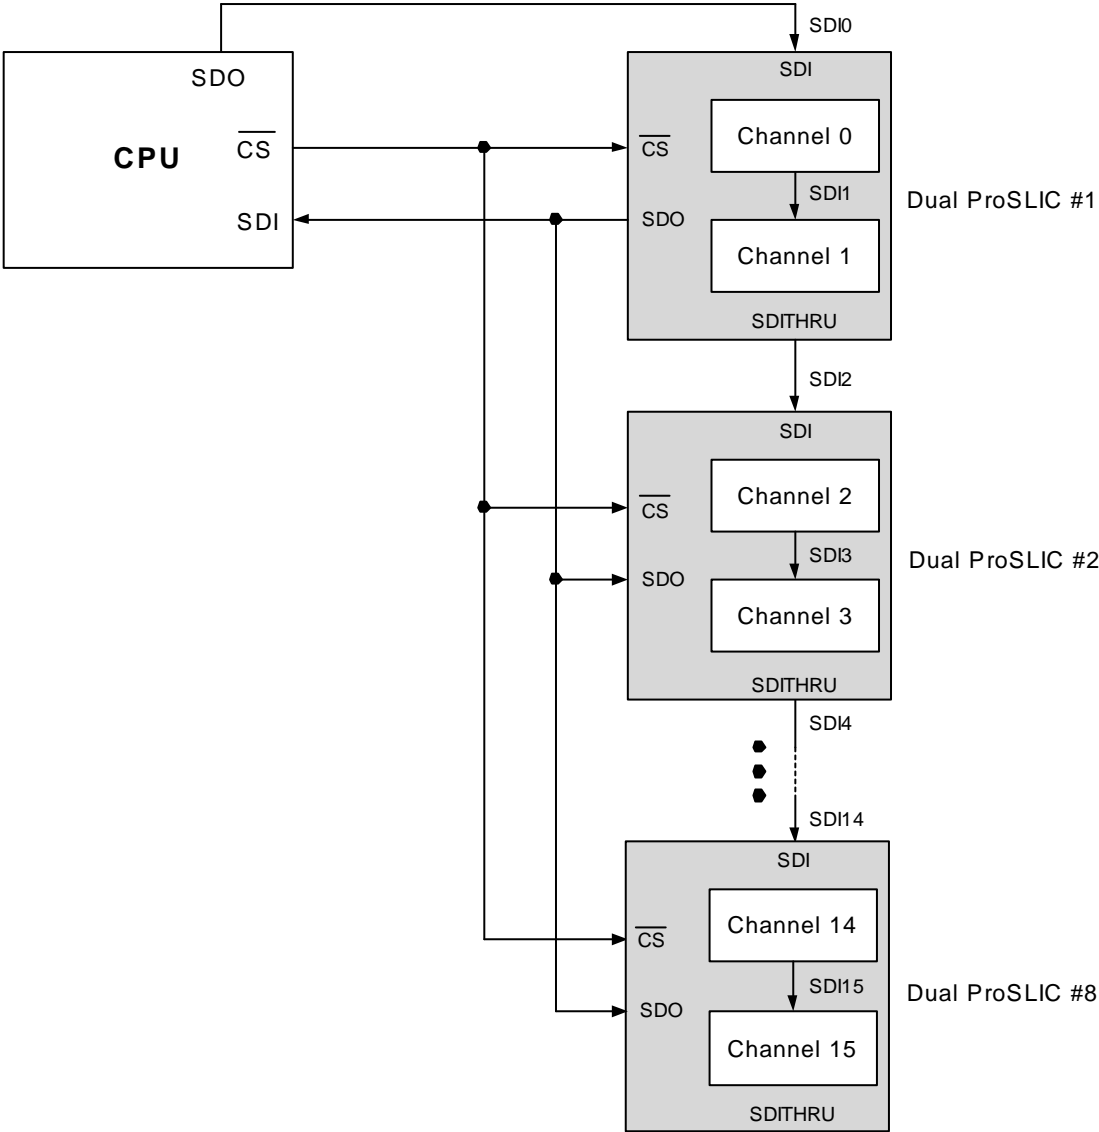 SDI0
SDO
SDI
CPU
CS
CS
Channel 0
SDI1
Dual ProSLIC #1
SDI
SDO
Channel 1
SDITHRU
SDI2
SDI
Channel 2
CS
SDI3
Dual ProSLIC #2
SDO
Channel 3
SDITHRU
SDI4
SDI14
SDI
Channel 14
CS
SDI15
Dual ProSLIC #8
SDO
Channel 15
SDITHRU